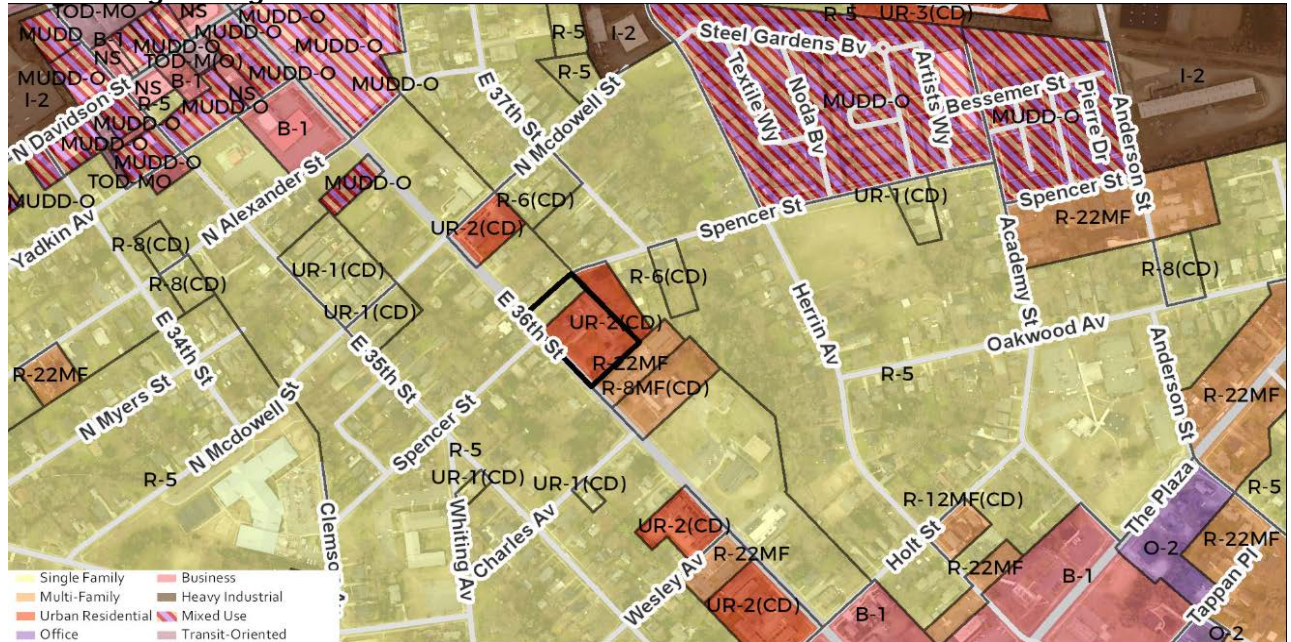 TOD-MO
NS
MUDD-O
R-5
UR-3(CD)
MUDD
B-1
MUDD-O
I-2
Steel Gardens Bv
NS
MUDD-O
TOD-M(O)
MUDD-O
R-5
I-2
NS
B-1
NS
MUDD-O
E 37th St
Textile Wy
Noda Bv
MUDD-O
Artists Wy
Bessemer St
MUDD-O
Pierre Dr
Anderson St
I-2
R-5
MUDD-O
MUDD-O
N Davidson St
MUDD-O
B-1
N Mcdowell St
MUDD-O
TOD-MO
MUDD-O
N Alexander St
MUDD-O
R-6(CD)
UR-2(CD)
Spencer St
UR-1(CD)
Spencer St
R-22MF
Yadkin Av
R-8(CD)
R-8(CD)
UR-1(CD)
UR-1(CD)
R-6(CD)
Academy St
R-8(CD)
E 36th St
UR-2(CD)
Herrin Av
Oakwood Av
E 34th St
E 35th St
R-22MF
R-8MF(CD)
R-5
Anderson St
R-22MF
R-22MF
N Myers St
N Mcdowell St
Spencer St
R-5
R-5
UR-1(CD)
UR-1(CD)
Whiting Av
Charles Av
UR-2(CD)
R-22MF
Wesley Av
UR-2(CD)
B-1
R-12MF(CD)
Holt St
R-22MF
B-1
The Plaza
O-2
R-5
R-22MF
Tappan Pl
O-2
Single Family
Multi-Family
Urban Residential
Office
Business
Heavy Industrial
Mixed Use
Transit-Oriented